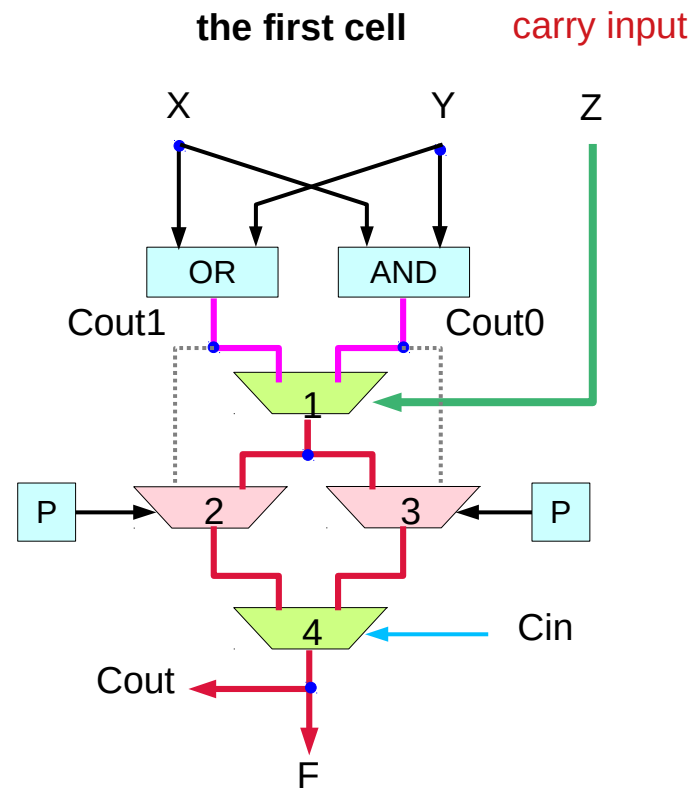 the first cell
carry input
X
Y
Z
OR
AND
Cout1
Cout0
1
P
2
3
P
4
Cin
Cout
F